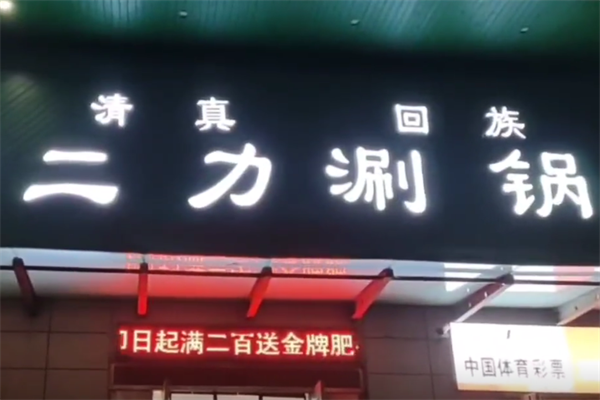 清真 回族
二力涮锅
日起满二百送金牌肥
中国体育彩票